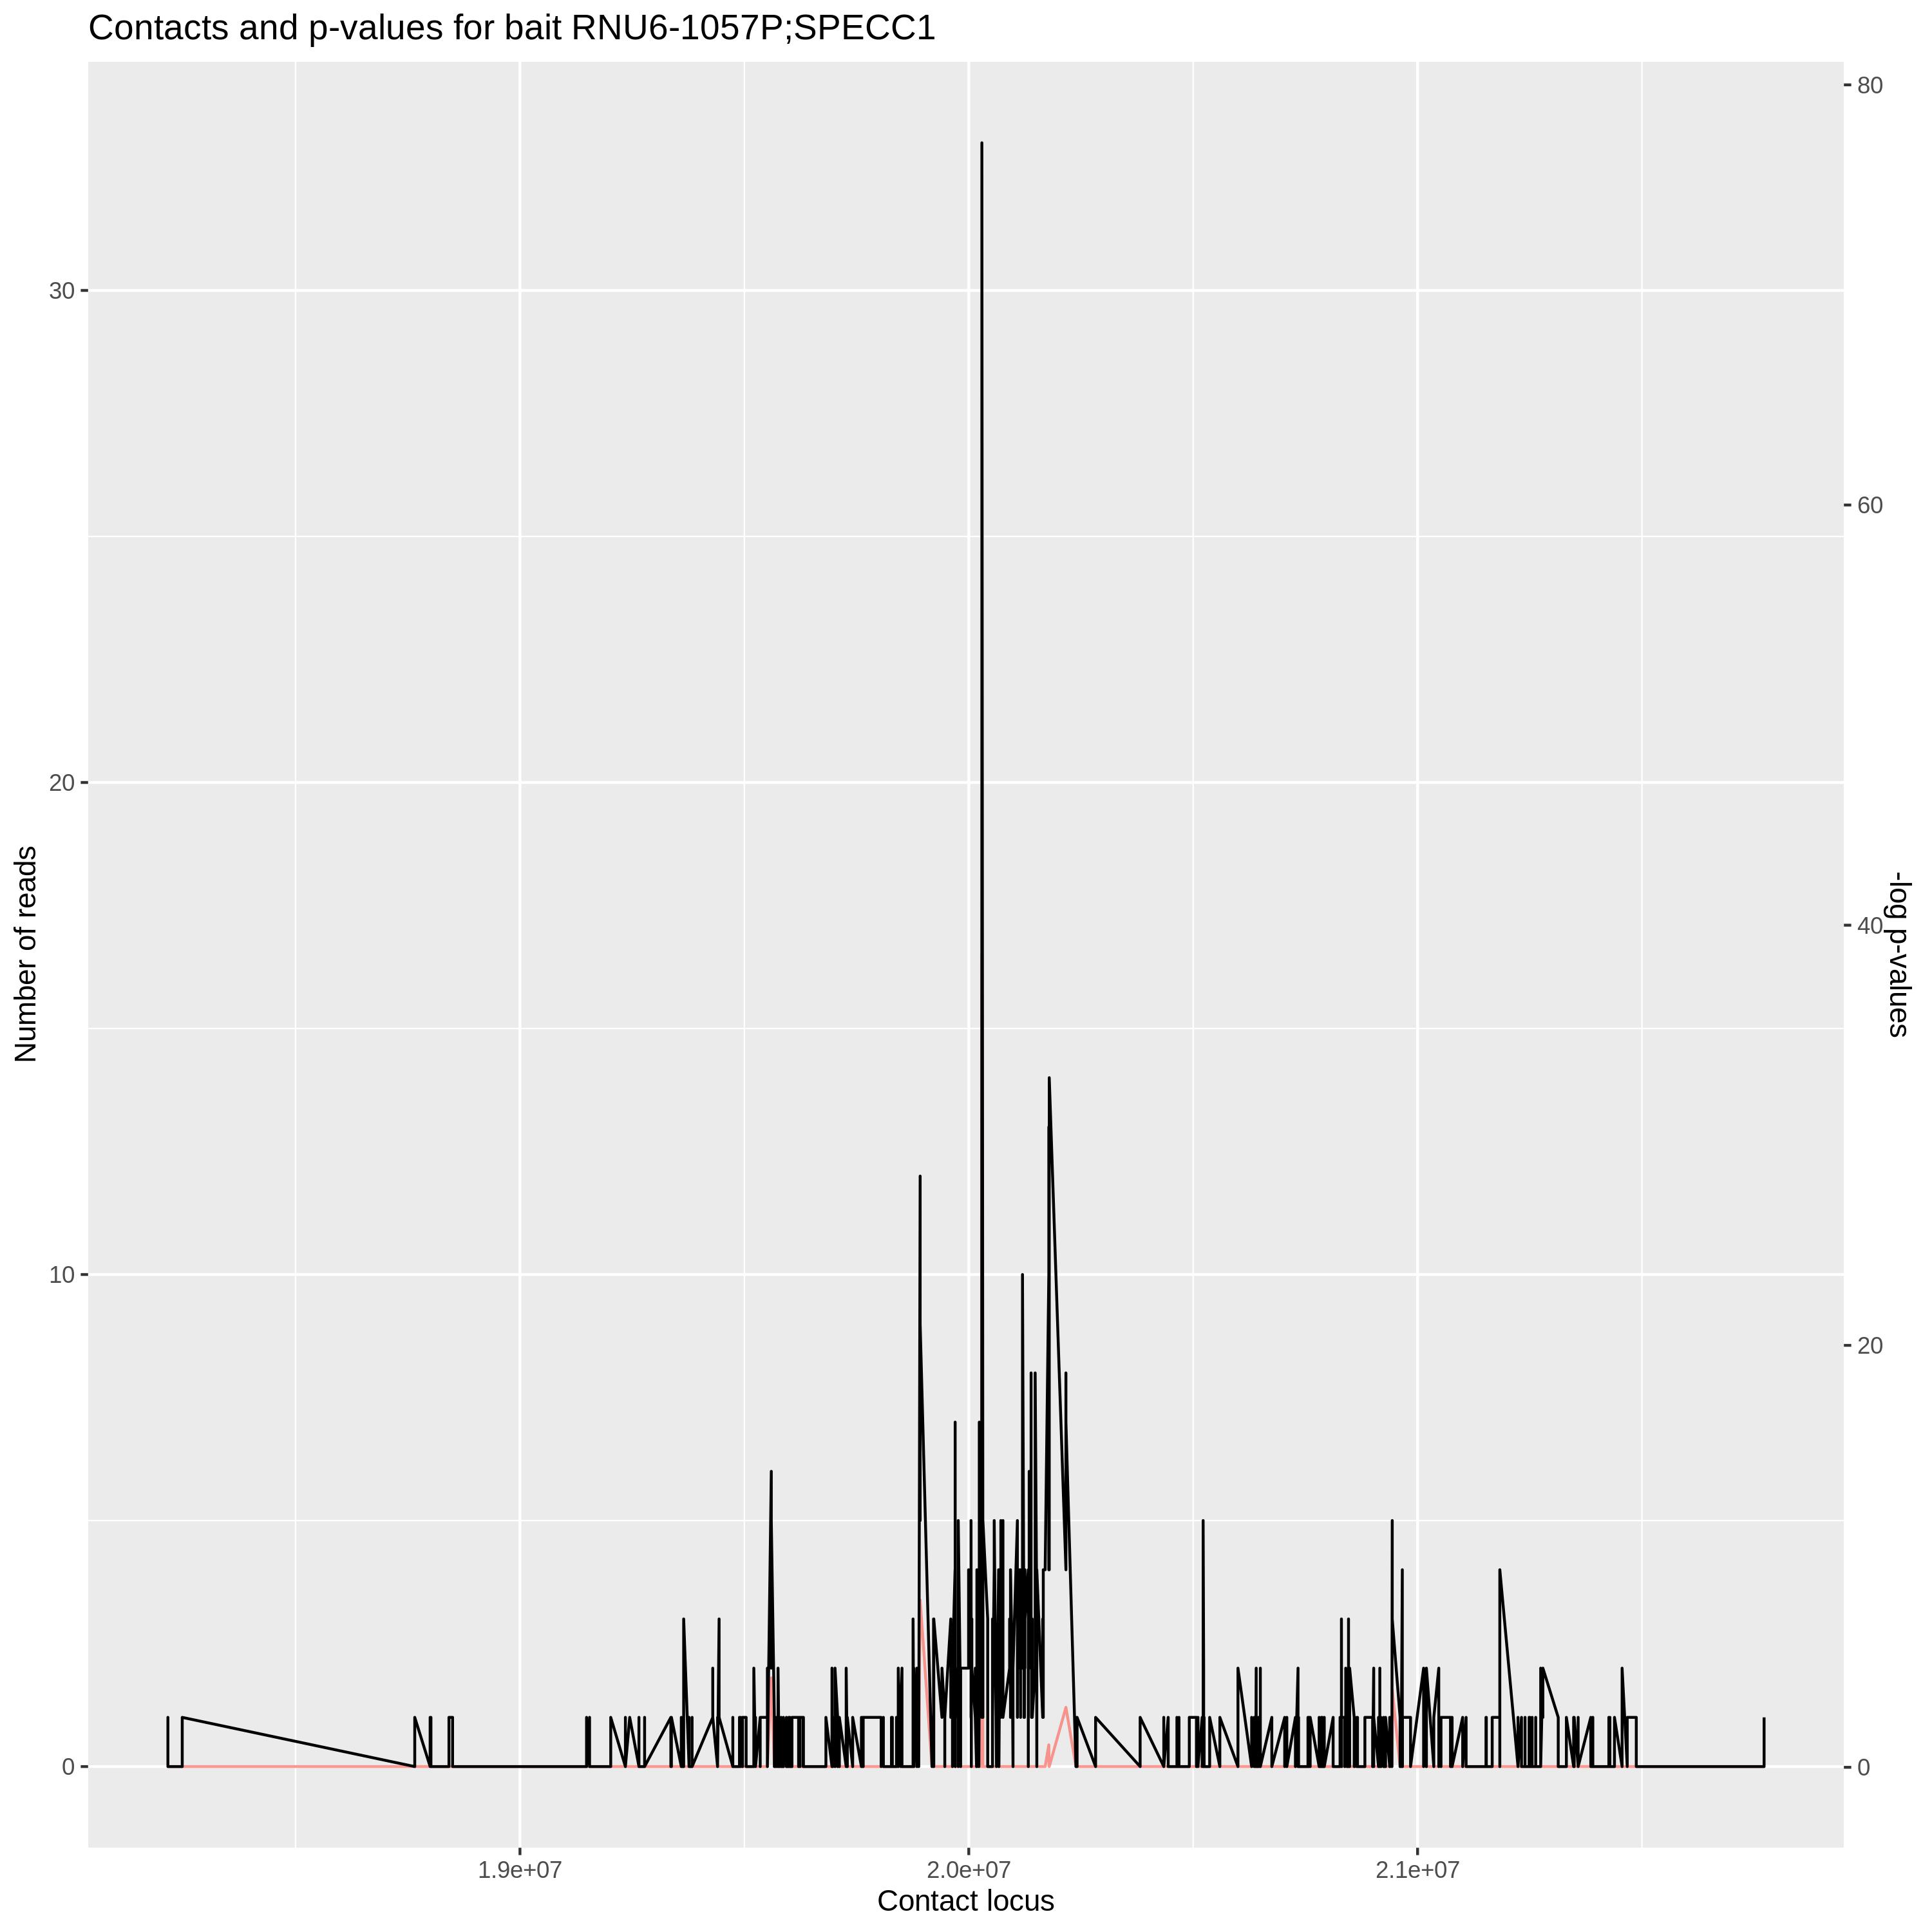 Contacts and p-values for bait RNU6-1057P;SPECC1
80
30
60
20
Number of reads
40
-log p-values
10
20
0
0
1.9e+07
2.0e+07
2.1e+07
Contact locus